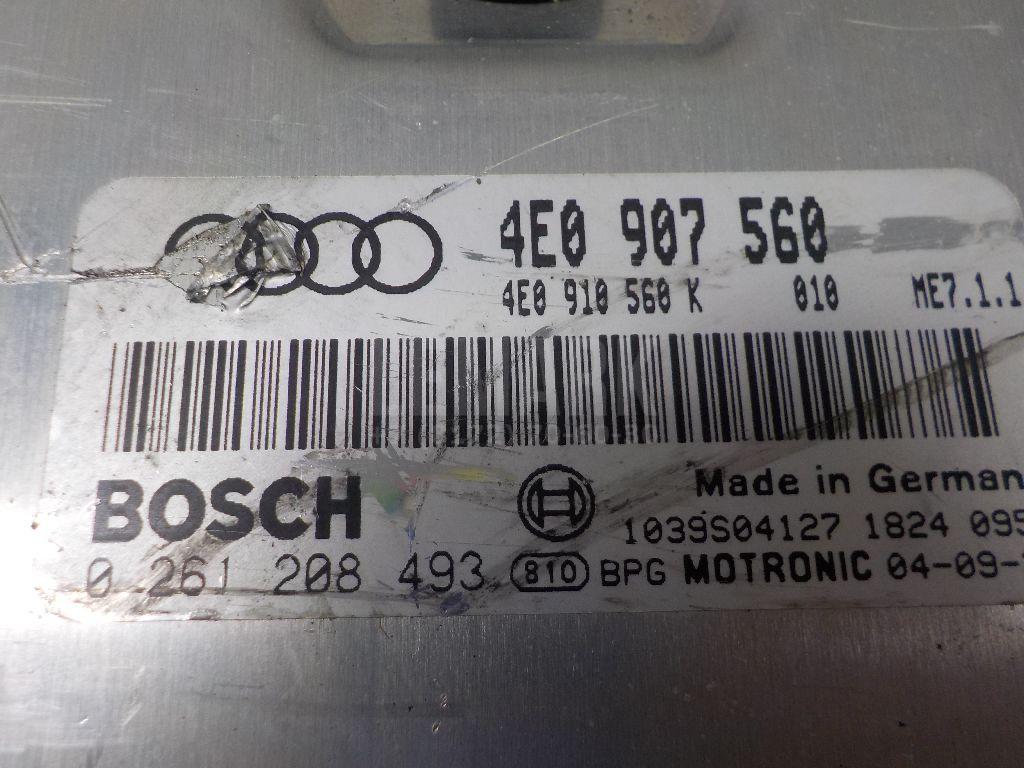 4E0 907 560
4E0 910 560 K 010 ME7.1.1
BOSCH
Made in German
1039S04127 1824 095
0 261 208 493 810 BPG MOTRONIC 04-09-